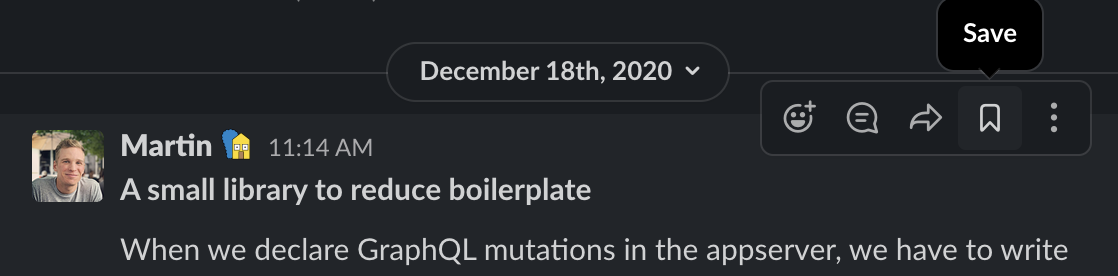 Save
December 18th, 2020
Martin 11:14 AM
A small library to reduce boilerplate
When we declare GraphQL mutations in the appserver, we have to write